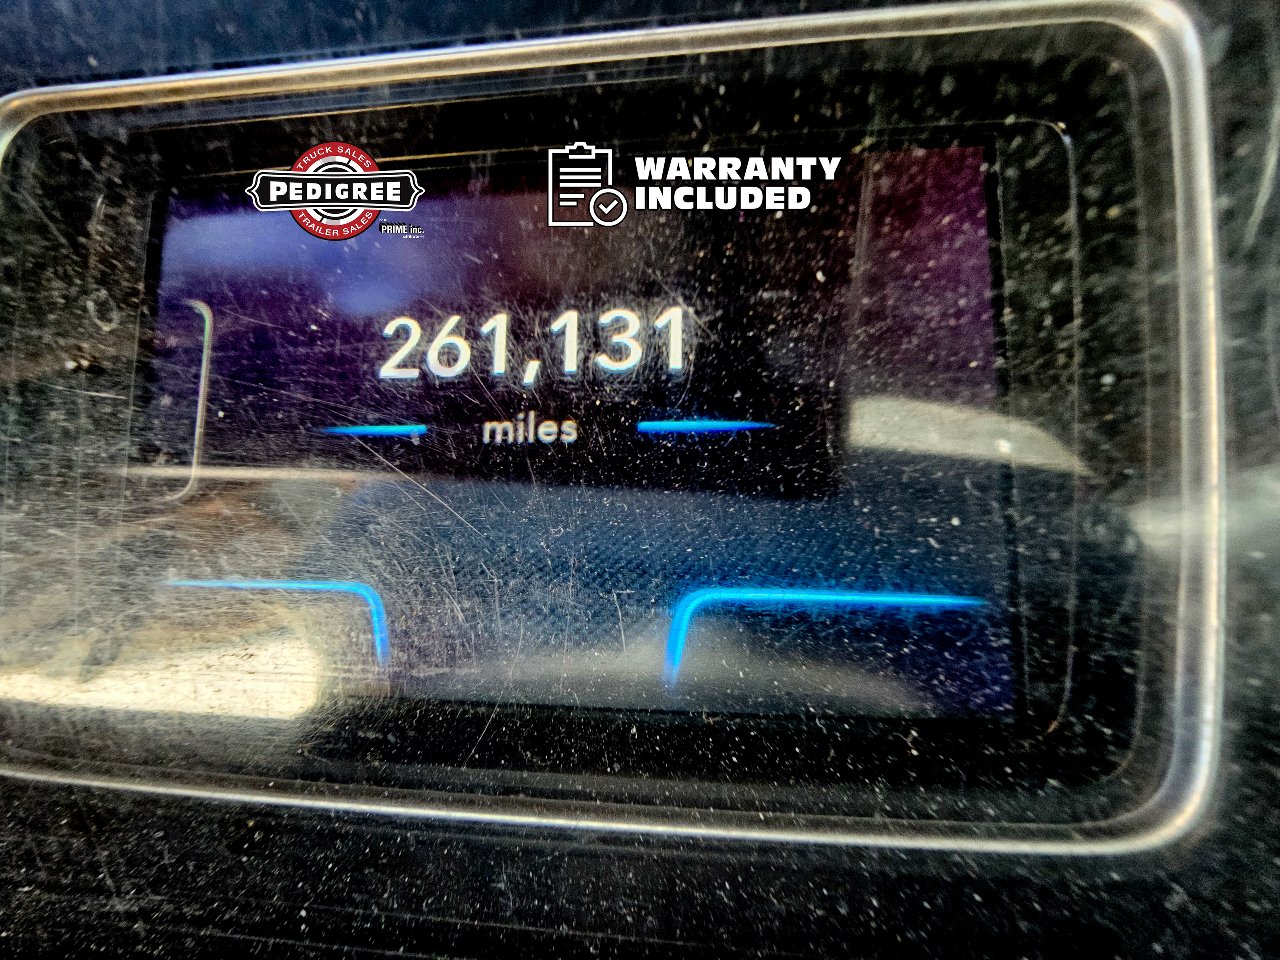 TRUCK SALES
PEDIGREE
TRAILER SALES
PRIME inc.
WARRANTY
INCLUDED
261,131
miles